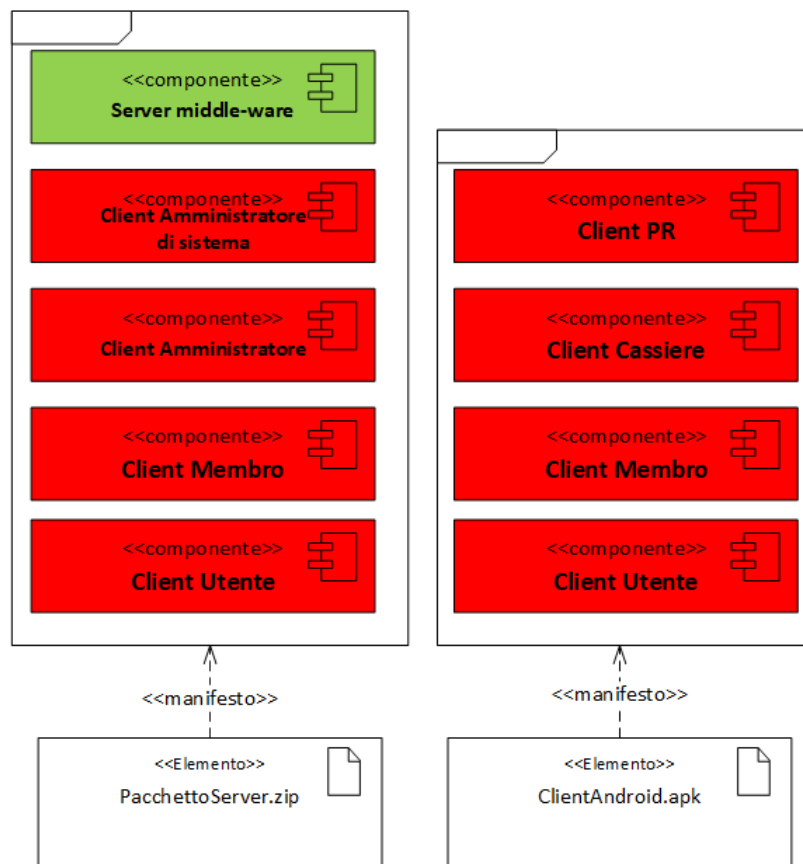 <<componente>>
Server middle-ware
<<componente>>
Client Amministratore
di sistema
<<componente>>
Client Amministratore
<<componente>>
Client Membro
<<componente>>
Client Utente
<<manifesto>>
<<Elemento>>
PacchettoServer.zip
<<componente>>
Client PR
<<componente>>
Client Cassiere
<<componente>>
Client Membro
<<componente>>
Client Utente
<<manifesto>>
<<Elemento>>
ClientAndroid.apk